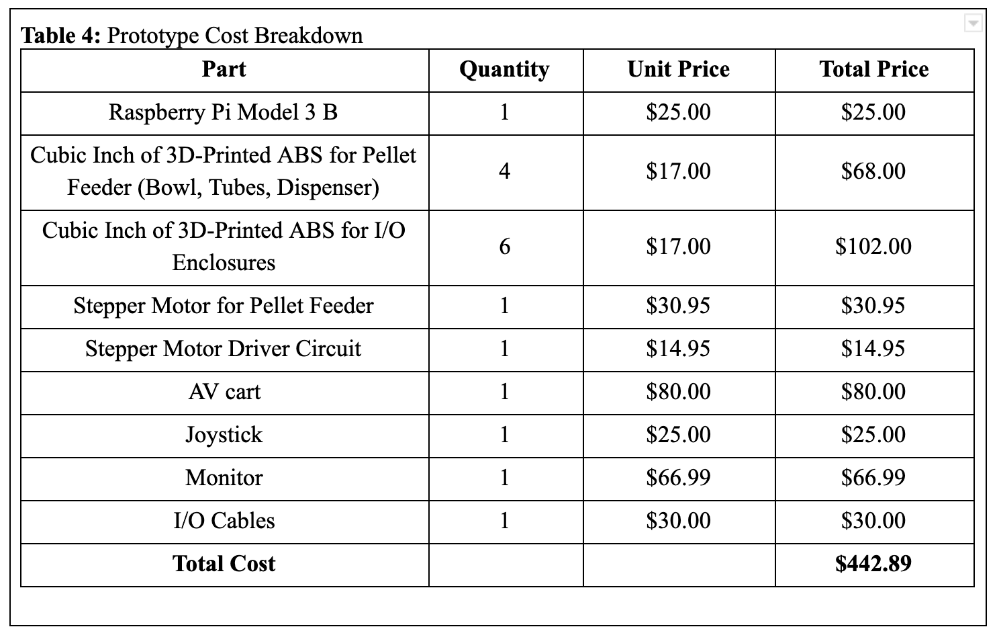 Table 4: Prototype Cost Breakdown
Part Quantity Unit Price Total Price
Raspberry Pi Model 3 B 1 $25.00 $25.00
Cubic Inch of 3D-Printed ABS for Pellet
Feeder (Bowl, Tubes, Dispenser) 4 $17.00 $68.00
Cubic Inch of 3D-Printed ABS for I/O
Enclosures 6 $17.00 $102.00
Stepper Motor for Pellet Feeder 1 $30.95 $30.95
Stepper Motor Driver Circuit 1 $14.95 $14.95
AV cart 1 $80.00 $80.00
Joystick 1 $25.00 $25.00
Monitor 1 $66.99 $66.99
I/O Cables 1 $30.00 $30.00
Total Cost $442.89